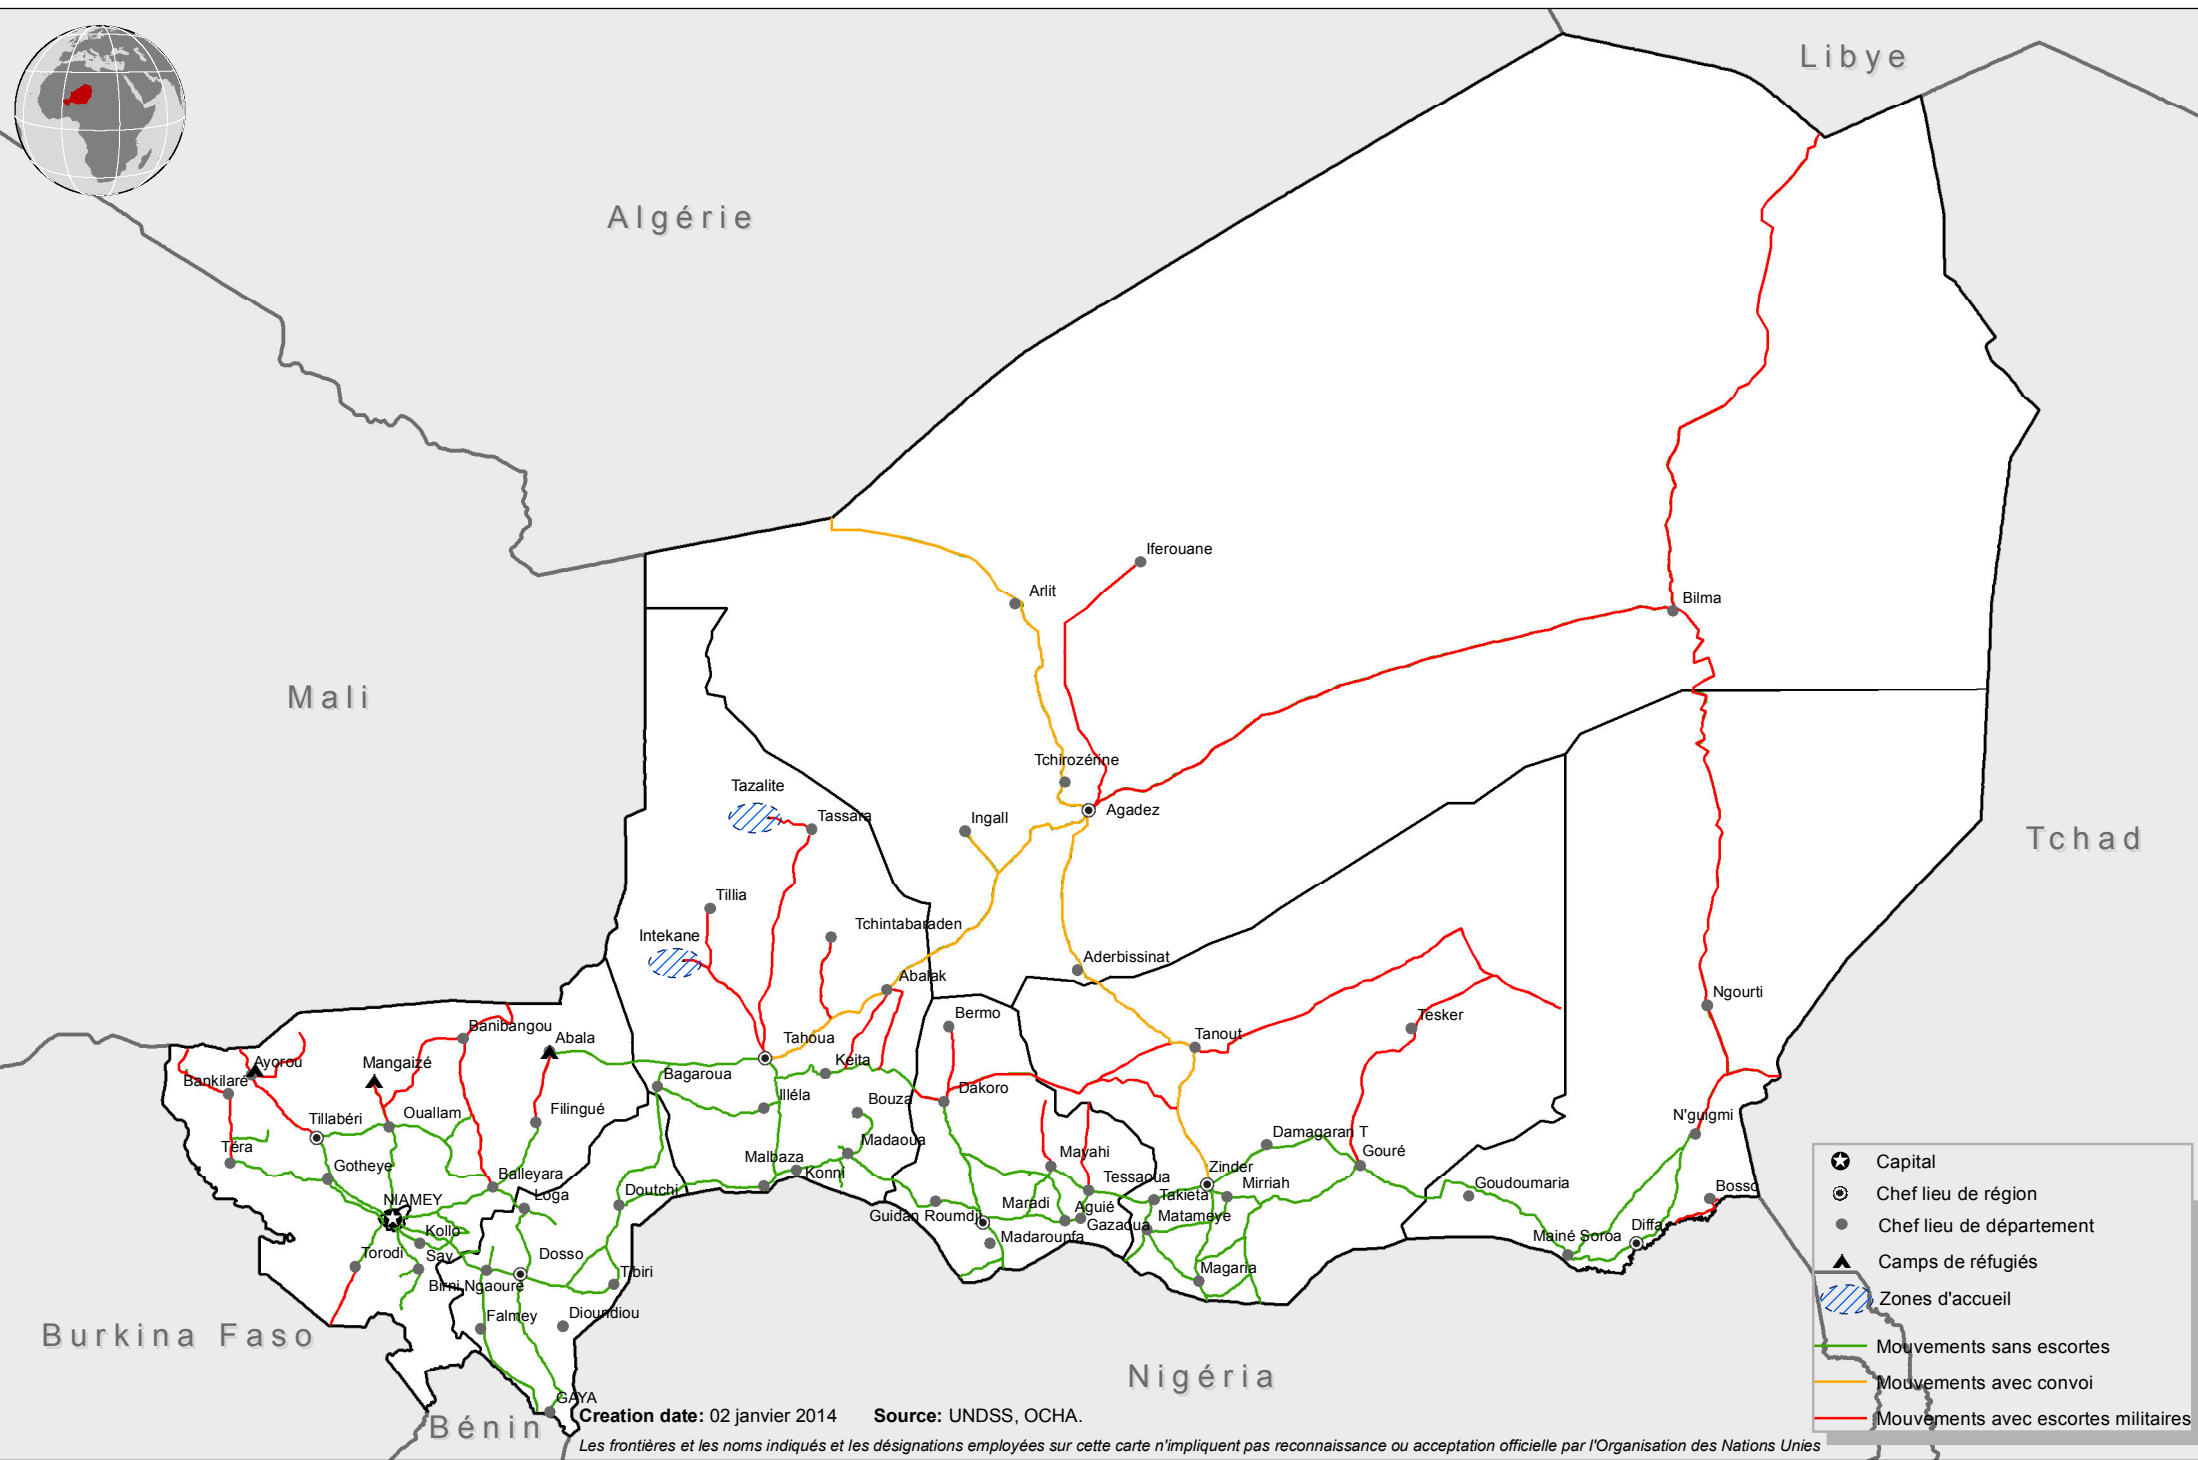 Libye
Algérie
Iferouane
Arlit
Bilma
Mali
Tchirozérine
Tazalite
Agadez
Tassara
Ingall
Tchad
Tillia
Tchintabaraden
Intekane
Aderbissinat
Abalak
Ngourti
Bermo
Tesker
Banibangou
Abala
Tanout
Tahoua
Ayorou
Mangaizé
Keita
Bankilaré
Bagaroua
Dakoro
Illéla
Bouza
Filingué
Tillabéri
Ouallam
N'guigmi
Damagaran T
Madaoua
Téra
Mayahi
Gouré
Gotheye
Malbaza
Konni
Zinder
Tessaoua
Balleyara
Mirriah
Goudoumaria
Bosso
NIAMEY
Loga
Doutchi
Takieta
Maradi
Aguié
Matameye
Guidan Roumdji
Gazaoua
Diffa
Kollo
Madarounfa
Mainé Soroa
Torodi
Say
Dosso
Tibiri
Magaria
Birni Ngaouré
Falmey
Dioundiou
Burkina Faso
Nigéria
GAYA
Bénin
Capital
Chef lieu de région
Chef lieu de département
Camps de réfugiés
Zones d'accueil
Mouvements sans escortes
Mouvements avec convoi
Mouvements avec escortes militaires
Creation date: 02 janvier 2014 Source: UNDSS, OCHA.
Les frontières et les noms indiqués et les désignations employées sur cette carte n'impliquent pas reconnaissance ou acceptation officielle par l'Organisation des Nations Unies